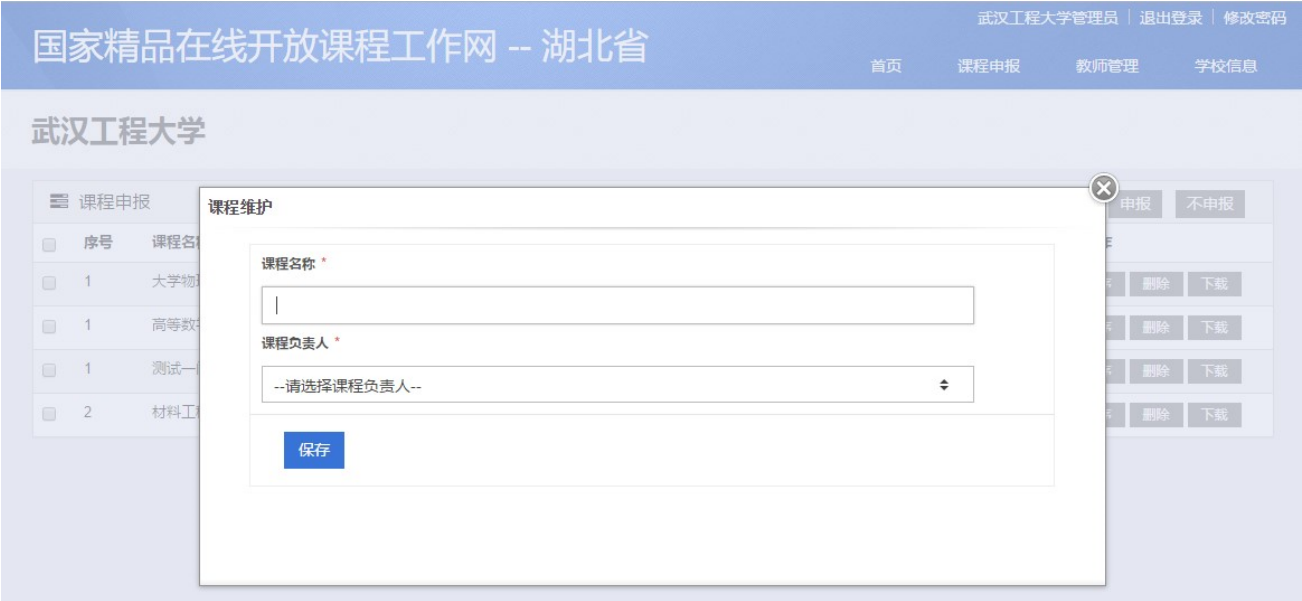 武汉工程大学管理员 | 退出登录 | 修改密码
国家精品在线开放课程工作网 -- 湖北省
首页 课程申报 教师管理 学校信息
武汉工程大学
课程申报 申报 不申报
课程维护
序号 课程名
课程名称 *
1 大学物 删除 下载
1 高等数 删除 下载
课程负责人 *
1 测试一 删除 下载
--请选择课程负责人--
2 材料工 删除 下载
保存